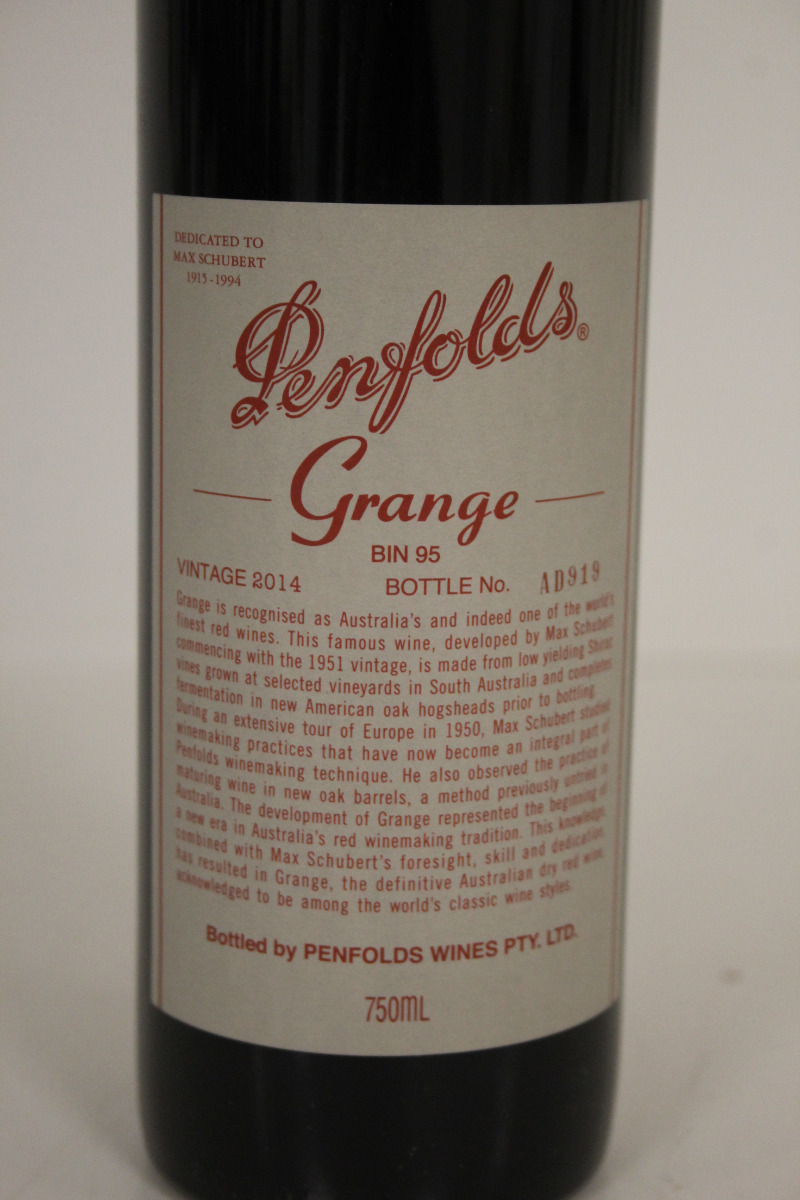 DEDICATED TO
MAX SCHUBERT
1915-1994
Penfolds®
Grange
BIN 95
VINTAGE 2014 BOTTLE No. AD919
Grange is recognised as Australia's and indeed one of the world's
finest red wines. This famous wine, developed by Max Schubert
commencing with the 1951 vintage, is made from low yielding Shiraz
vines grown at selected vineyards in South Australia and completes
fermentation in new American oak hogsheads prior to bottling.
During an extensive tour of Europe in 1950, Max Schubert studied
winemaking practices that have now become an integral part of
Penfolds winemaking technique. He also observed the practice of
maturing wine in new oak barrels, a method previously untried in
Australia. The development of Grange represented the beginning of
a new era in Australia's red winemaking tradition. This knowledge,
combined with Max Schubert's foresight, skill and dedication,
has resulted in Grange, the definitive Australian dry red wine,
acknowledged to be among the world's classic wine styles.
Bottled by PENFOLDS WINES PTY. LTD.
750mL